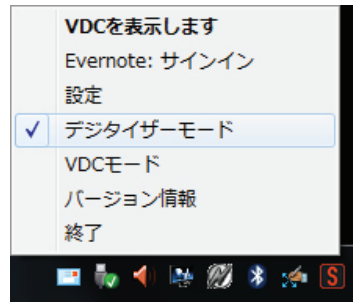 VDCを表示します
Evernote: サインイン
設定
デジタイザーモード
VDCモード
バージョン情報
終了
S